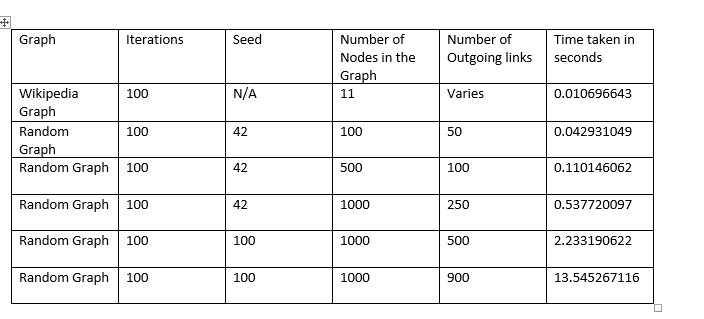 Graph Iterations Seed Number of Nodes in the Graph Number of Outgoing links Time taken in seconds
Wikipedia Graph 100 N/A 11 Varies 0.010696643
Random Graph 100 42 100 50 0.042931049
Random Graph 100 42 500 100 0.110146062
Random Graph 100 42 1000 250 0.537720097
Random Graph 100 100 1000 500 2.233190622
Random Graph 100 100 1000 900 13.545267116